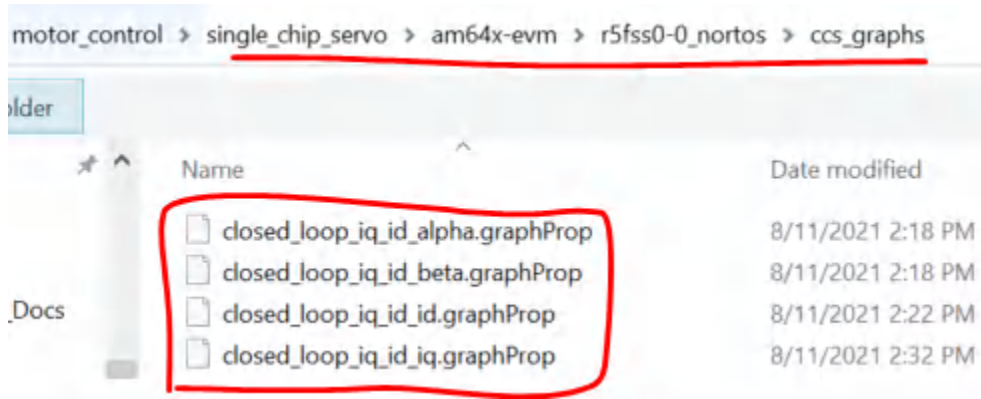 motor_control > single_chip_servo > am64x-evm > r5fss0-0_nortos > ccs_graphs
older
Name Date modified
closed_loop_iq_id_alpha.graphProp 8/11/2021 2:18 PM
closed_loop_iq_id_beta.graphProp 8/11/2021 2:18 PM
_Docs closed_loop_iq_id_id.graphProp 8/11/2021 2:22 PM
closed_loop_iq_id_iq.graphProp 8/11/2021 2:32 PM